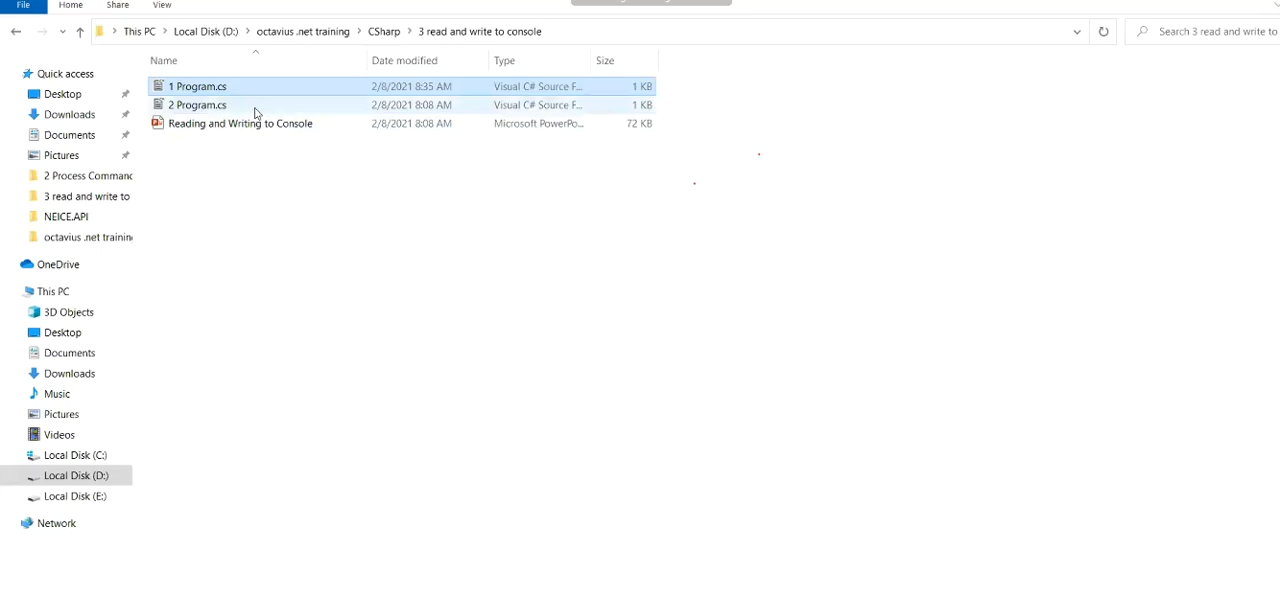 File Home Share View
This PC Local Disk (D:) octavius .net training CSharp 3 read and write to console
Search 3 read and write to
Name Date modified Type Size
Quick access
Desktop
Downloads
Documents
Pictures
2 Process Command
3 read and write to
NEICE.API
octavius .net training
OneDrive
This PC
3D Objects
Desktop
Documents
Downloads
Music
Pictures
Videos
Local Disk (C:)
Local Disk (D:)
Local Disk (E:)
Network
1 Program.cs 2/8/2021 8:35 AM Visual C# Source F... 1 KB
2 Program.cs 2/8/2021 8:08 AM Visual C# Source F... 1 KB
Reading and Writing to Console 2/8/2021 8:08 AM Microsoft PowerPo... 72 KB